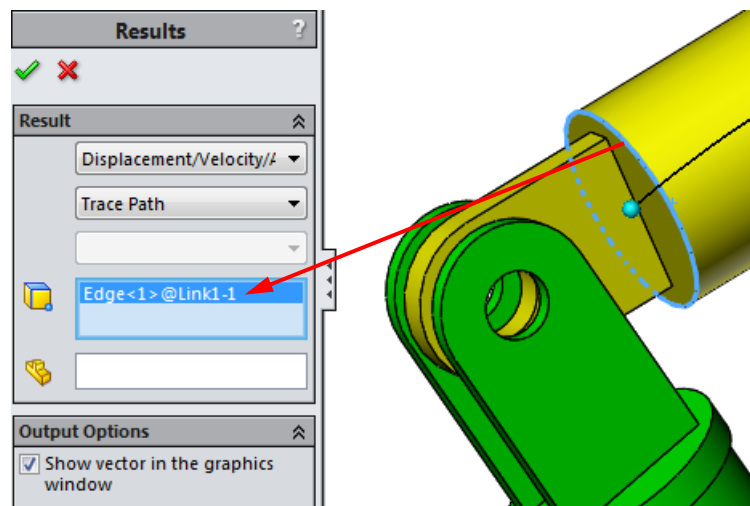 Results ?
Result
Displacement/Velocity/A
Trace Path
Edge<1>@Link1-1
Output Options
Show vector in the graphics
window